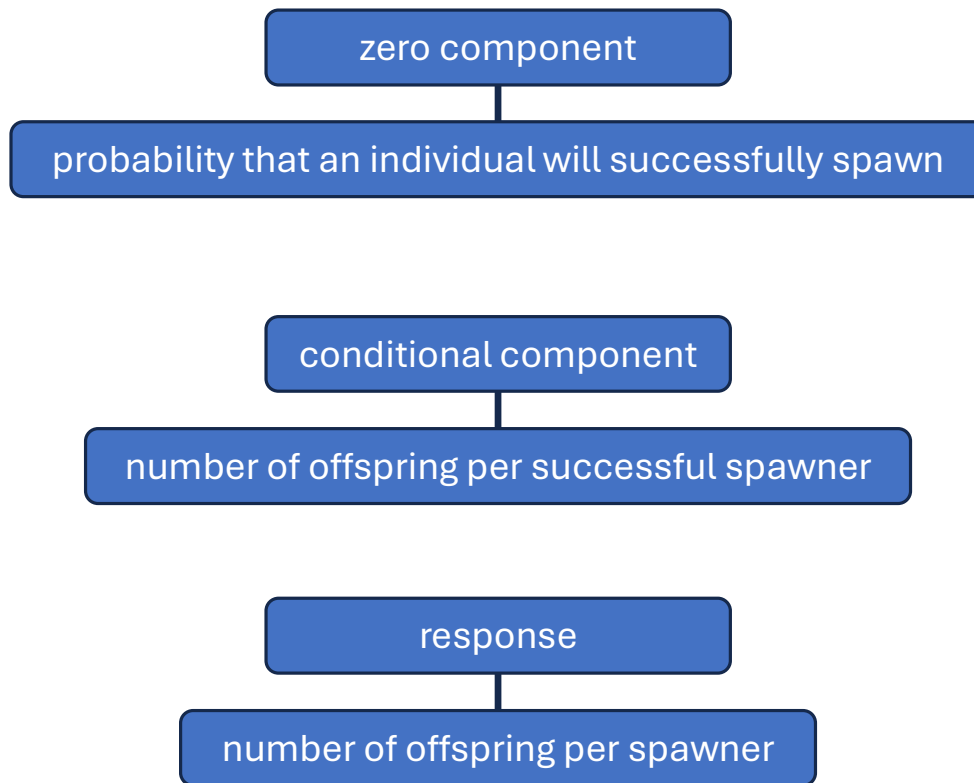 zero component
probability that an individual will successfully spawn
conditional component
number of offspring per successful spawner
response
number of offspring per spawner